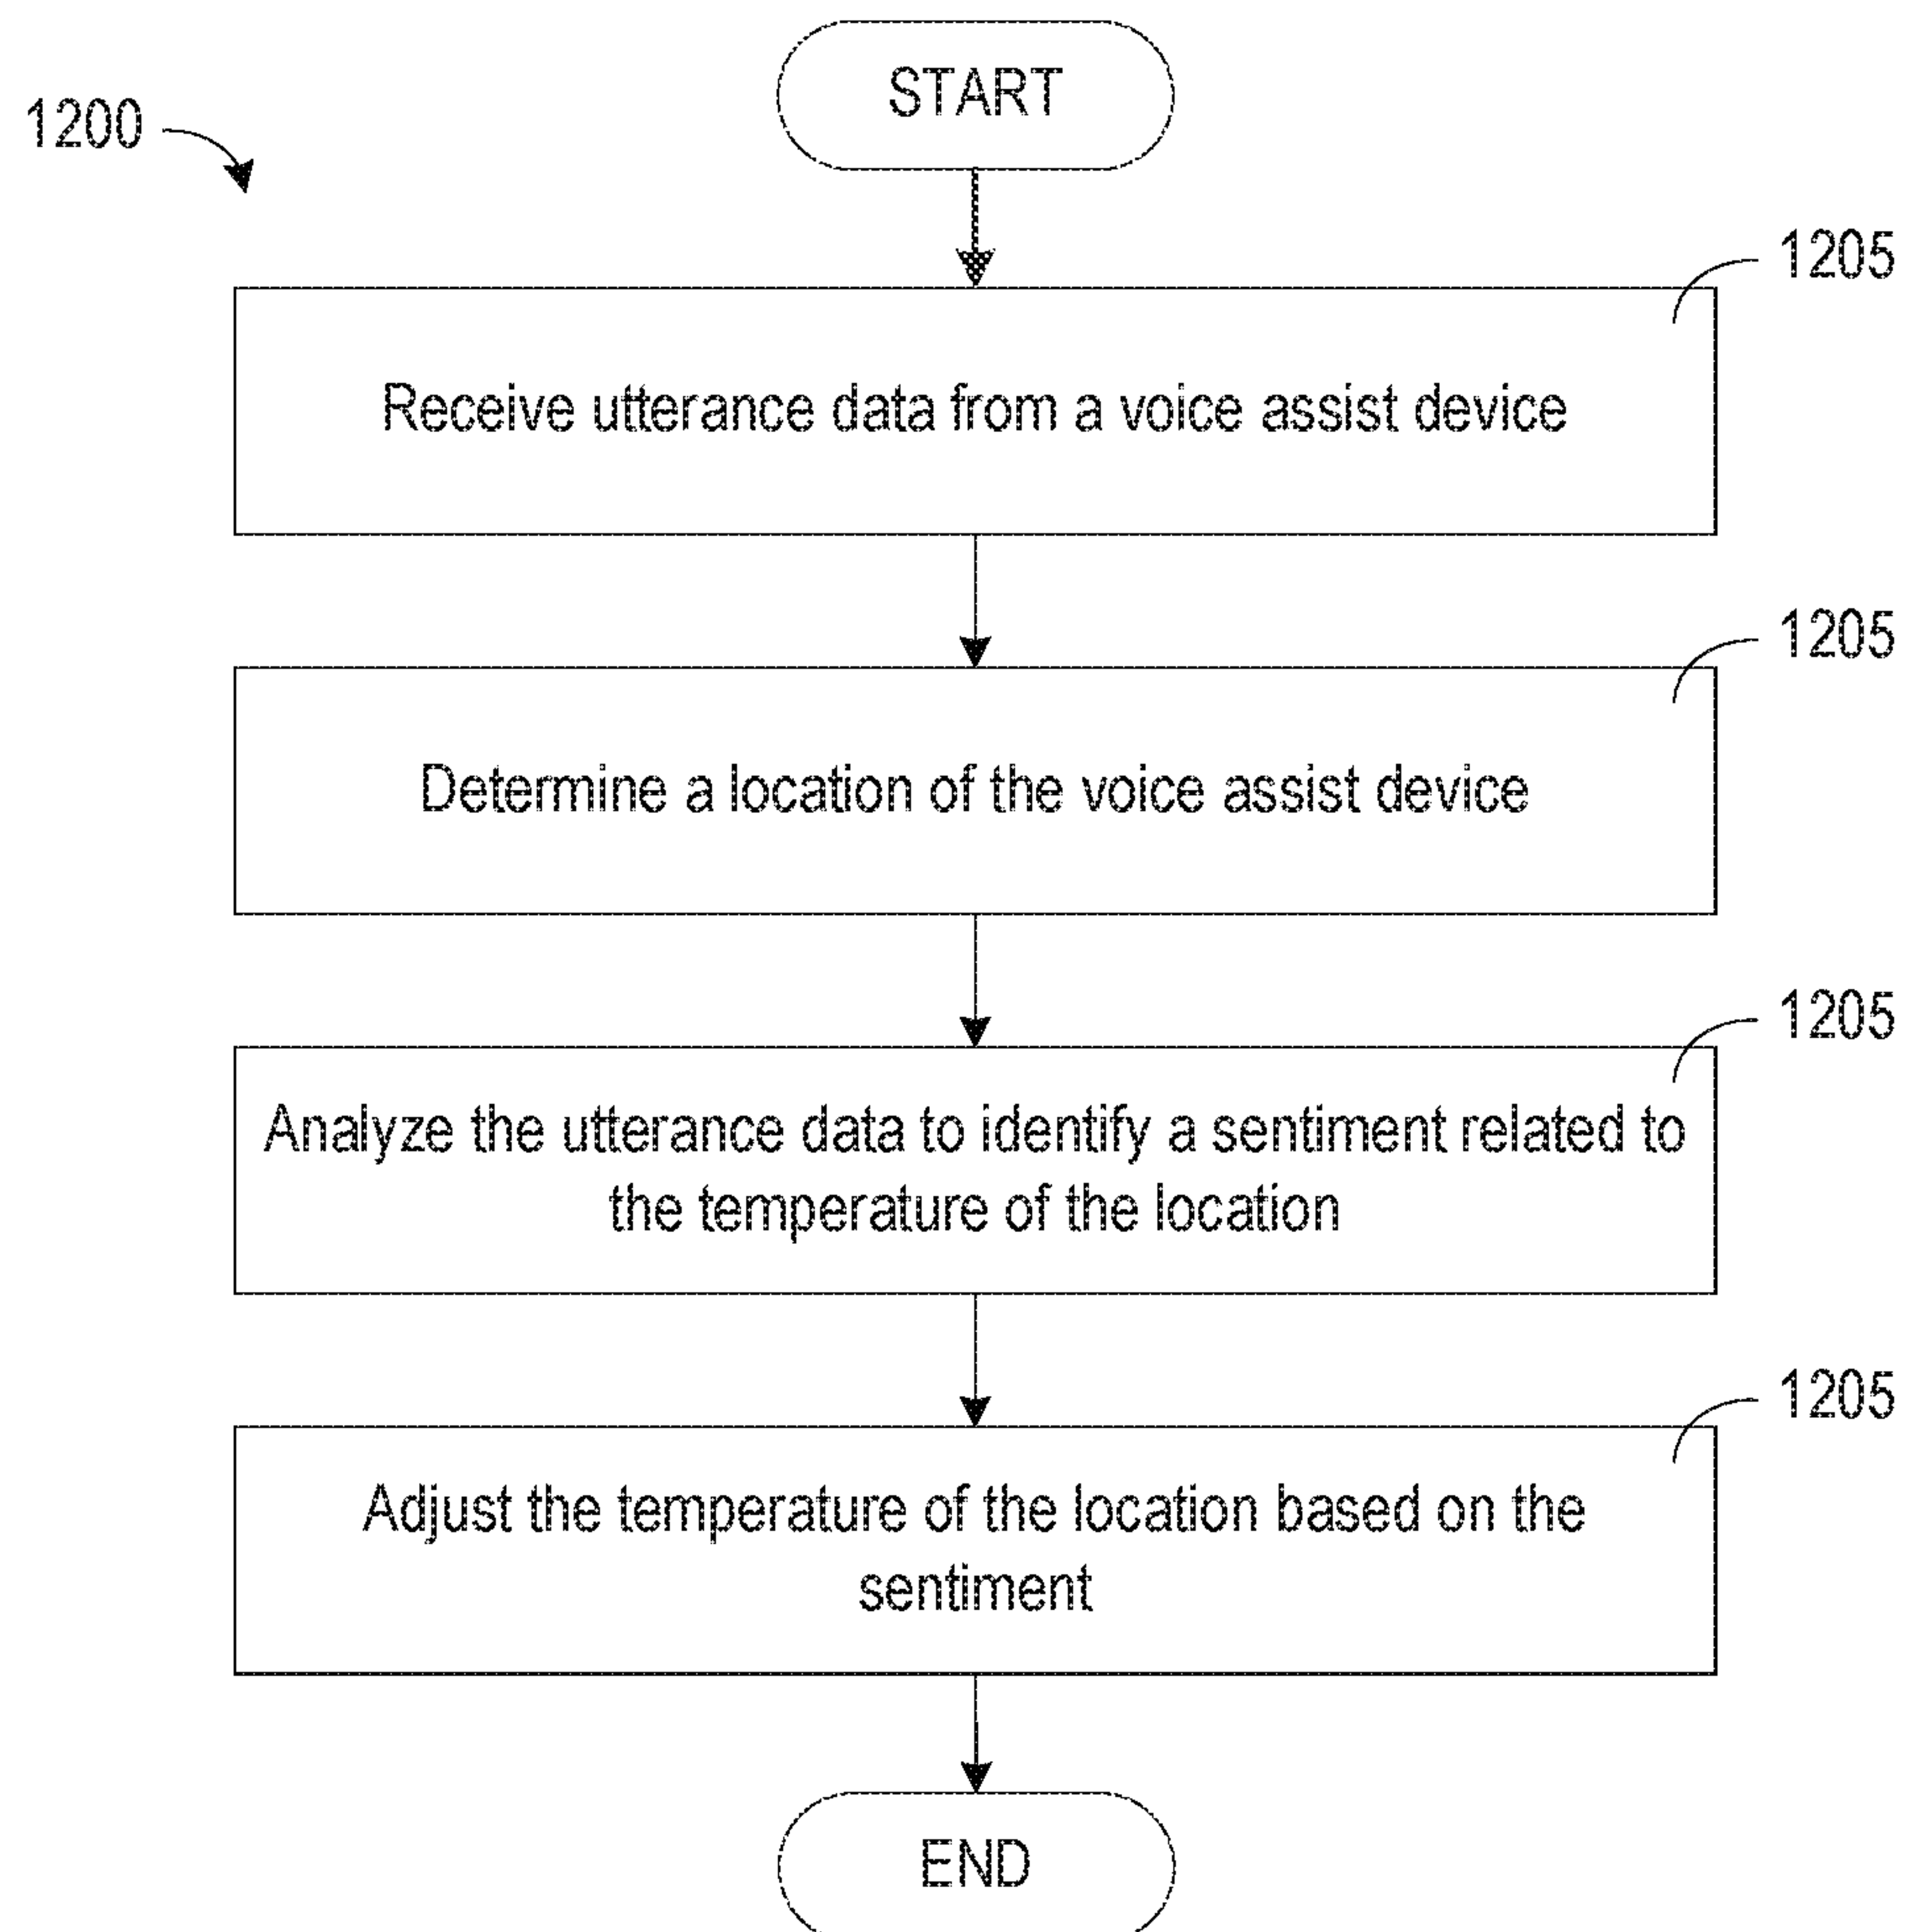 START
1200
1205
Receive utterance data from a voice assist device
1205
Determine a location of the voice assist device
1205
Analyze the utterance data to identify a sentiment related to
the temperature of the location
1205
Adjust the temperature of the location based on the
sentiment
END